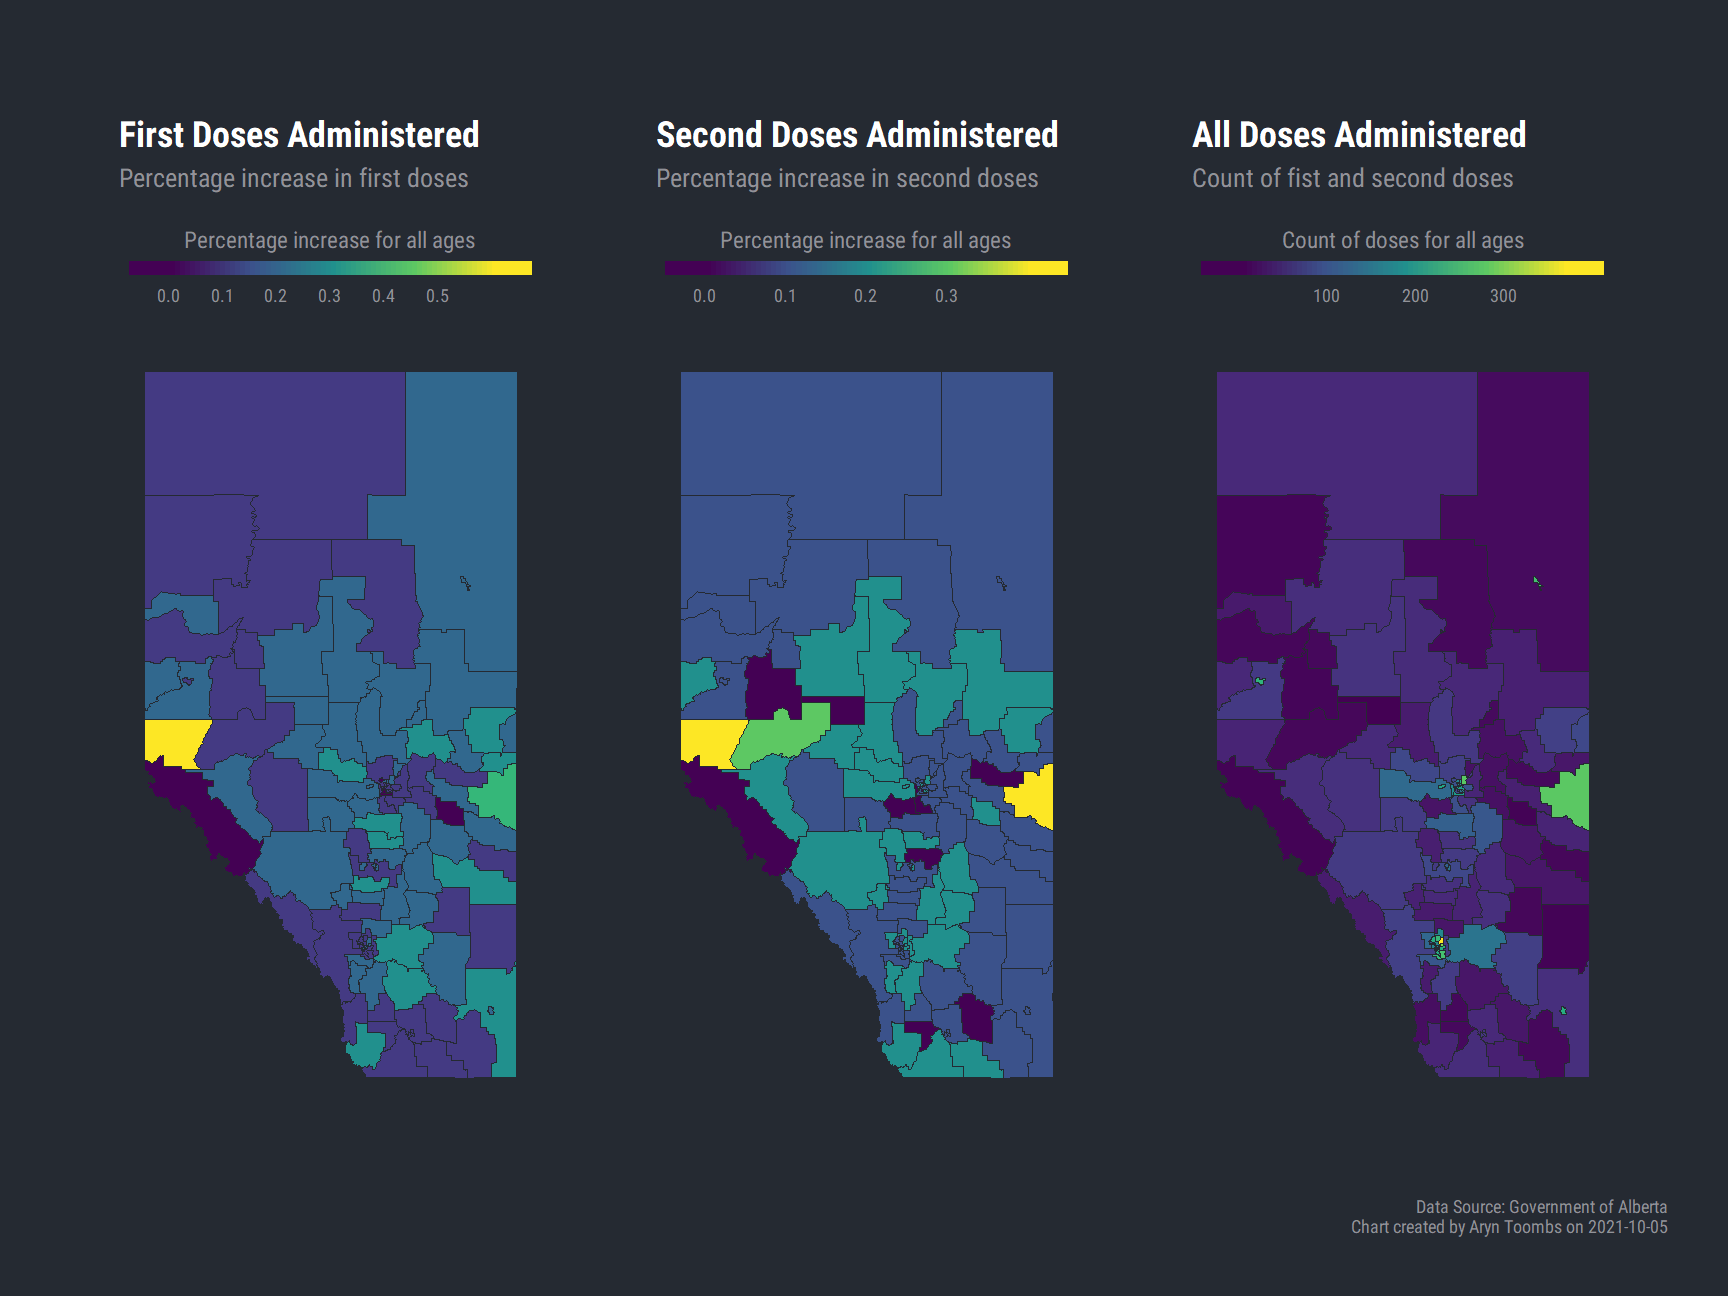 First Doses Administered
Percentage increase in first doses
Percentage increase for all ages
0.0 0.1 0.2 0.3 0.4 0.5
Second Doses Administered
Percentage increase in second doses
Percentage increase for all ages
0.0 0.1 0.2 0.3
All Doses Administered
Count of fist and second doses
Count of doses for all ages
100 200 300
Data Source: Government of Alberta
Chart created by Aryn Toombs on 2021-10-05